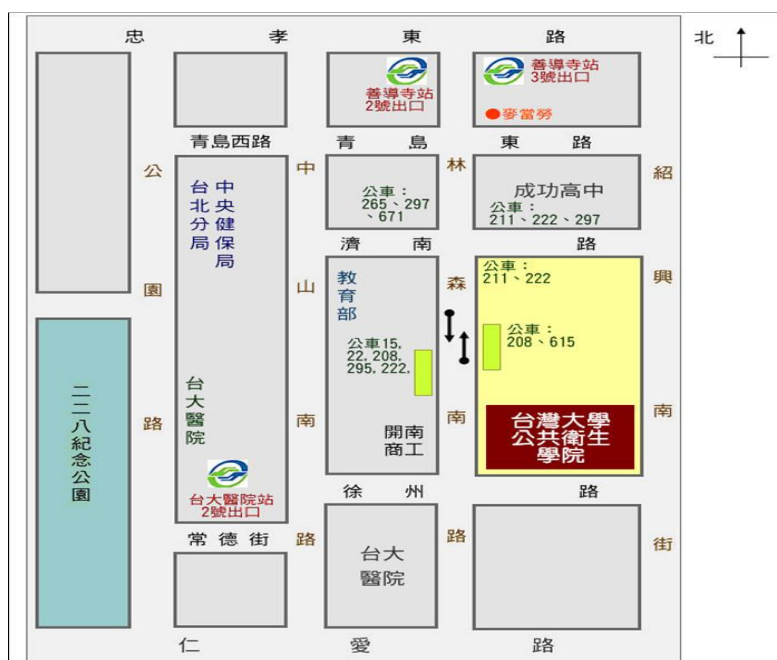 忠孝東路
北
善導寺站
2號出口
善導寺站
3號出口
麥當勞
青島西路
青島東路
公園路
中山南路
林森南路
紹興南街
中央健保局
台北分局
公車：
265、297
、671
成功高中
公車：
211、222、297
濟南路
教育部
公車：
211、222
公車15,
22, 208,
295, 222,
公車：
208、615
二二八紀念公園
台大醫院
開南
商工
台灣大學
公共衛生
學院
台大醫院站
2號出口
徐州路
常德街
台大
醫院
仁愛路